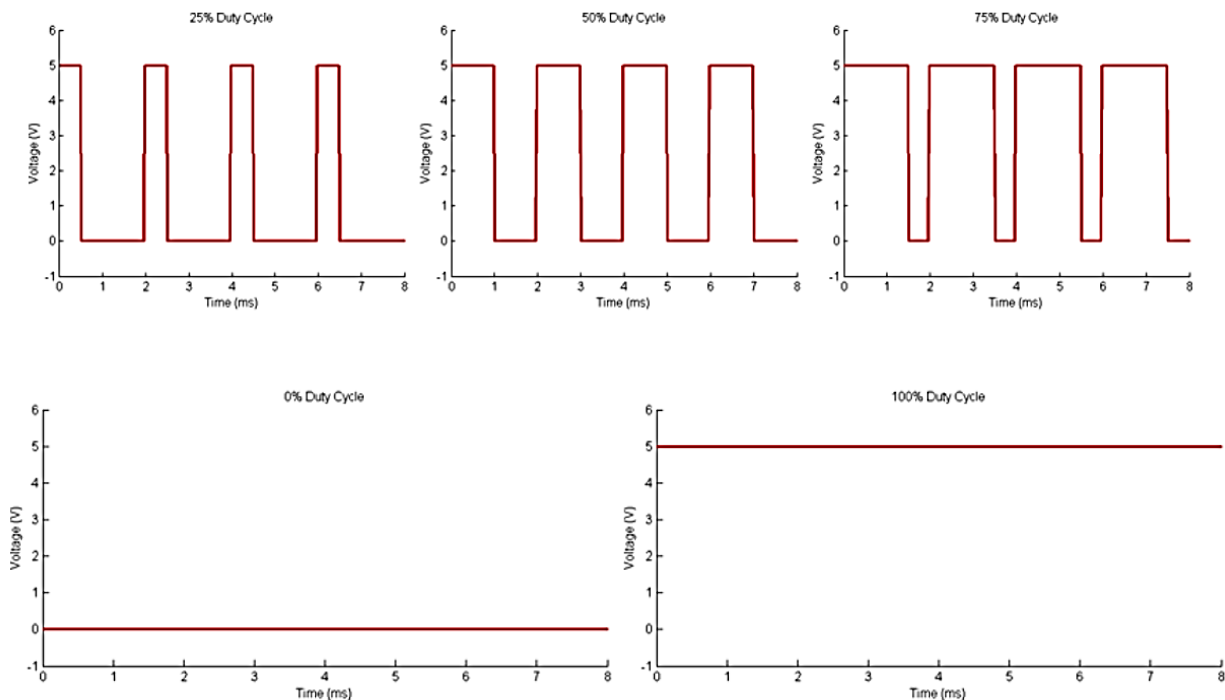 25% Duty Cycle
6
5
4
3
2
1
0
-1
Voltage (V)
0 1 2 3 4 5 6 7 8
Time (ms)
50% Duty Cycle
6
5
4
3
2
1
0
-1
Voltage (V)
0 1 2 3 4 5 6 7 8
Time (ms)
75% Duty Cycle
6
5
4
3
2
1
0
-1
Voltage (V)
0 1 2 3 4 5 6 7 8
Time (ms)
0% Duty Cycle
6
5
4
3
2
1
0
-1
Voltage (V)
0 1 2 3 4 5 6 7 8
Time (ms)
100% Duty Cycle
6
5
4
3
2
1
0
-1
Voltage (V)
0 1 2 3 4 5 6 7 8
Time (ms)